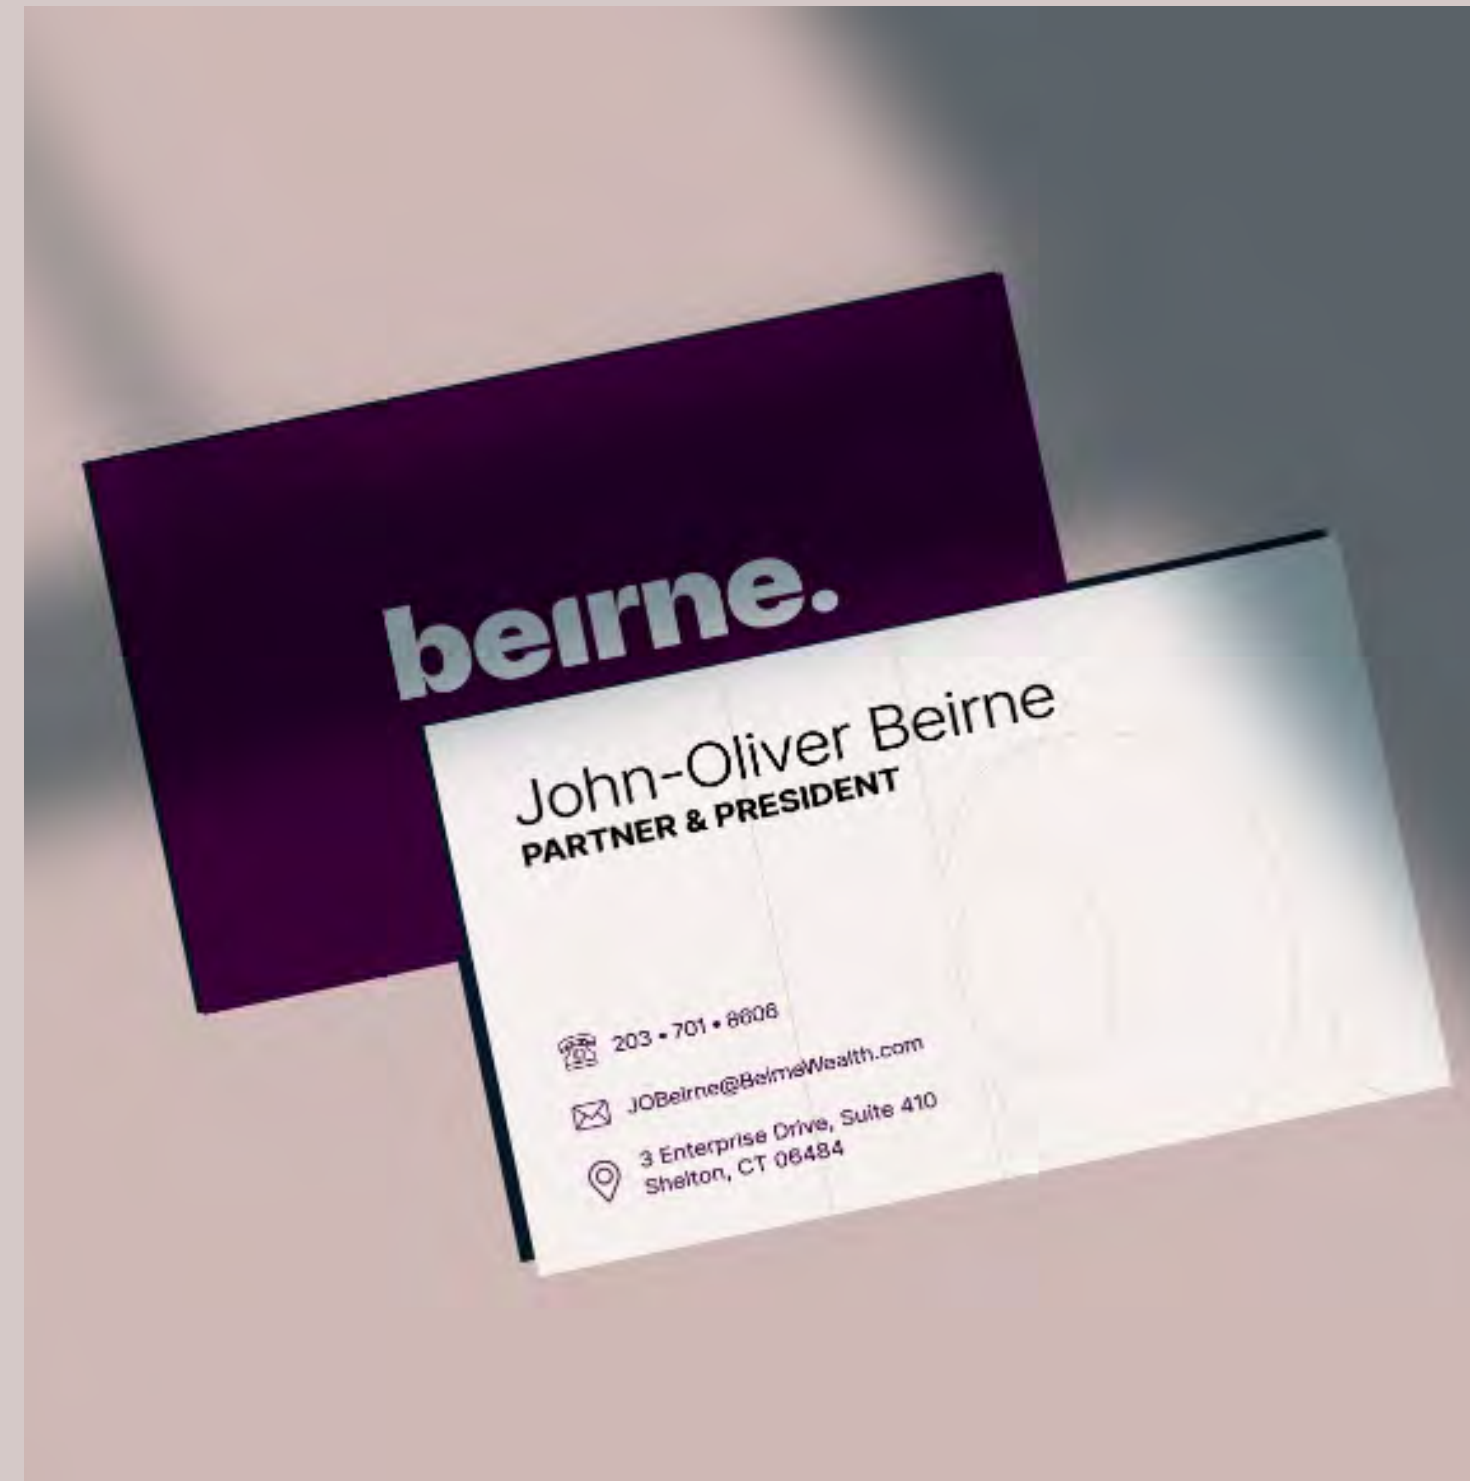 beirne.
John-Oliver Beirne
PARTNER & PRESIDENT
203 • 701 • 8606
JOBeirne@BeirneWealth.com
3 Enterprise Drive, Suite 410
Shelton, CT 06484